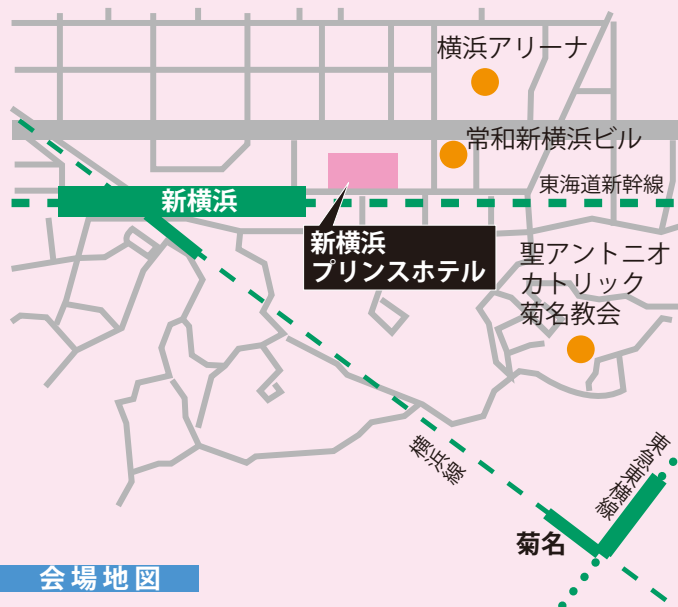 横浜アリーナ
常和新横浜ビル
東海道新幹線
新横浜
新横浜
プリンスホテル
聖アントニオ
カトリック
菊名教会
横浜線
東急東横線
菊名
会場地図